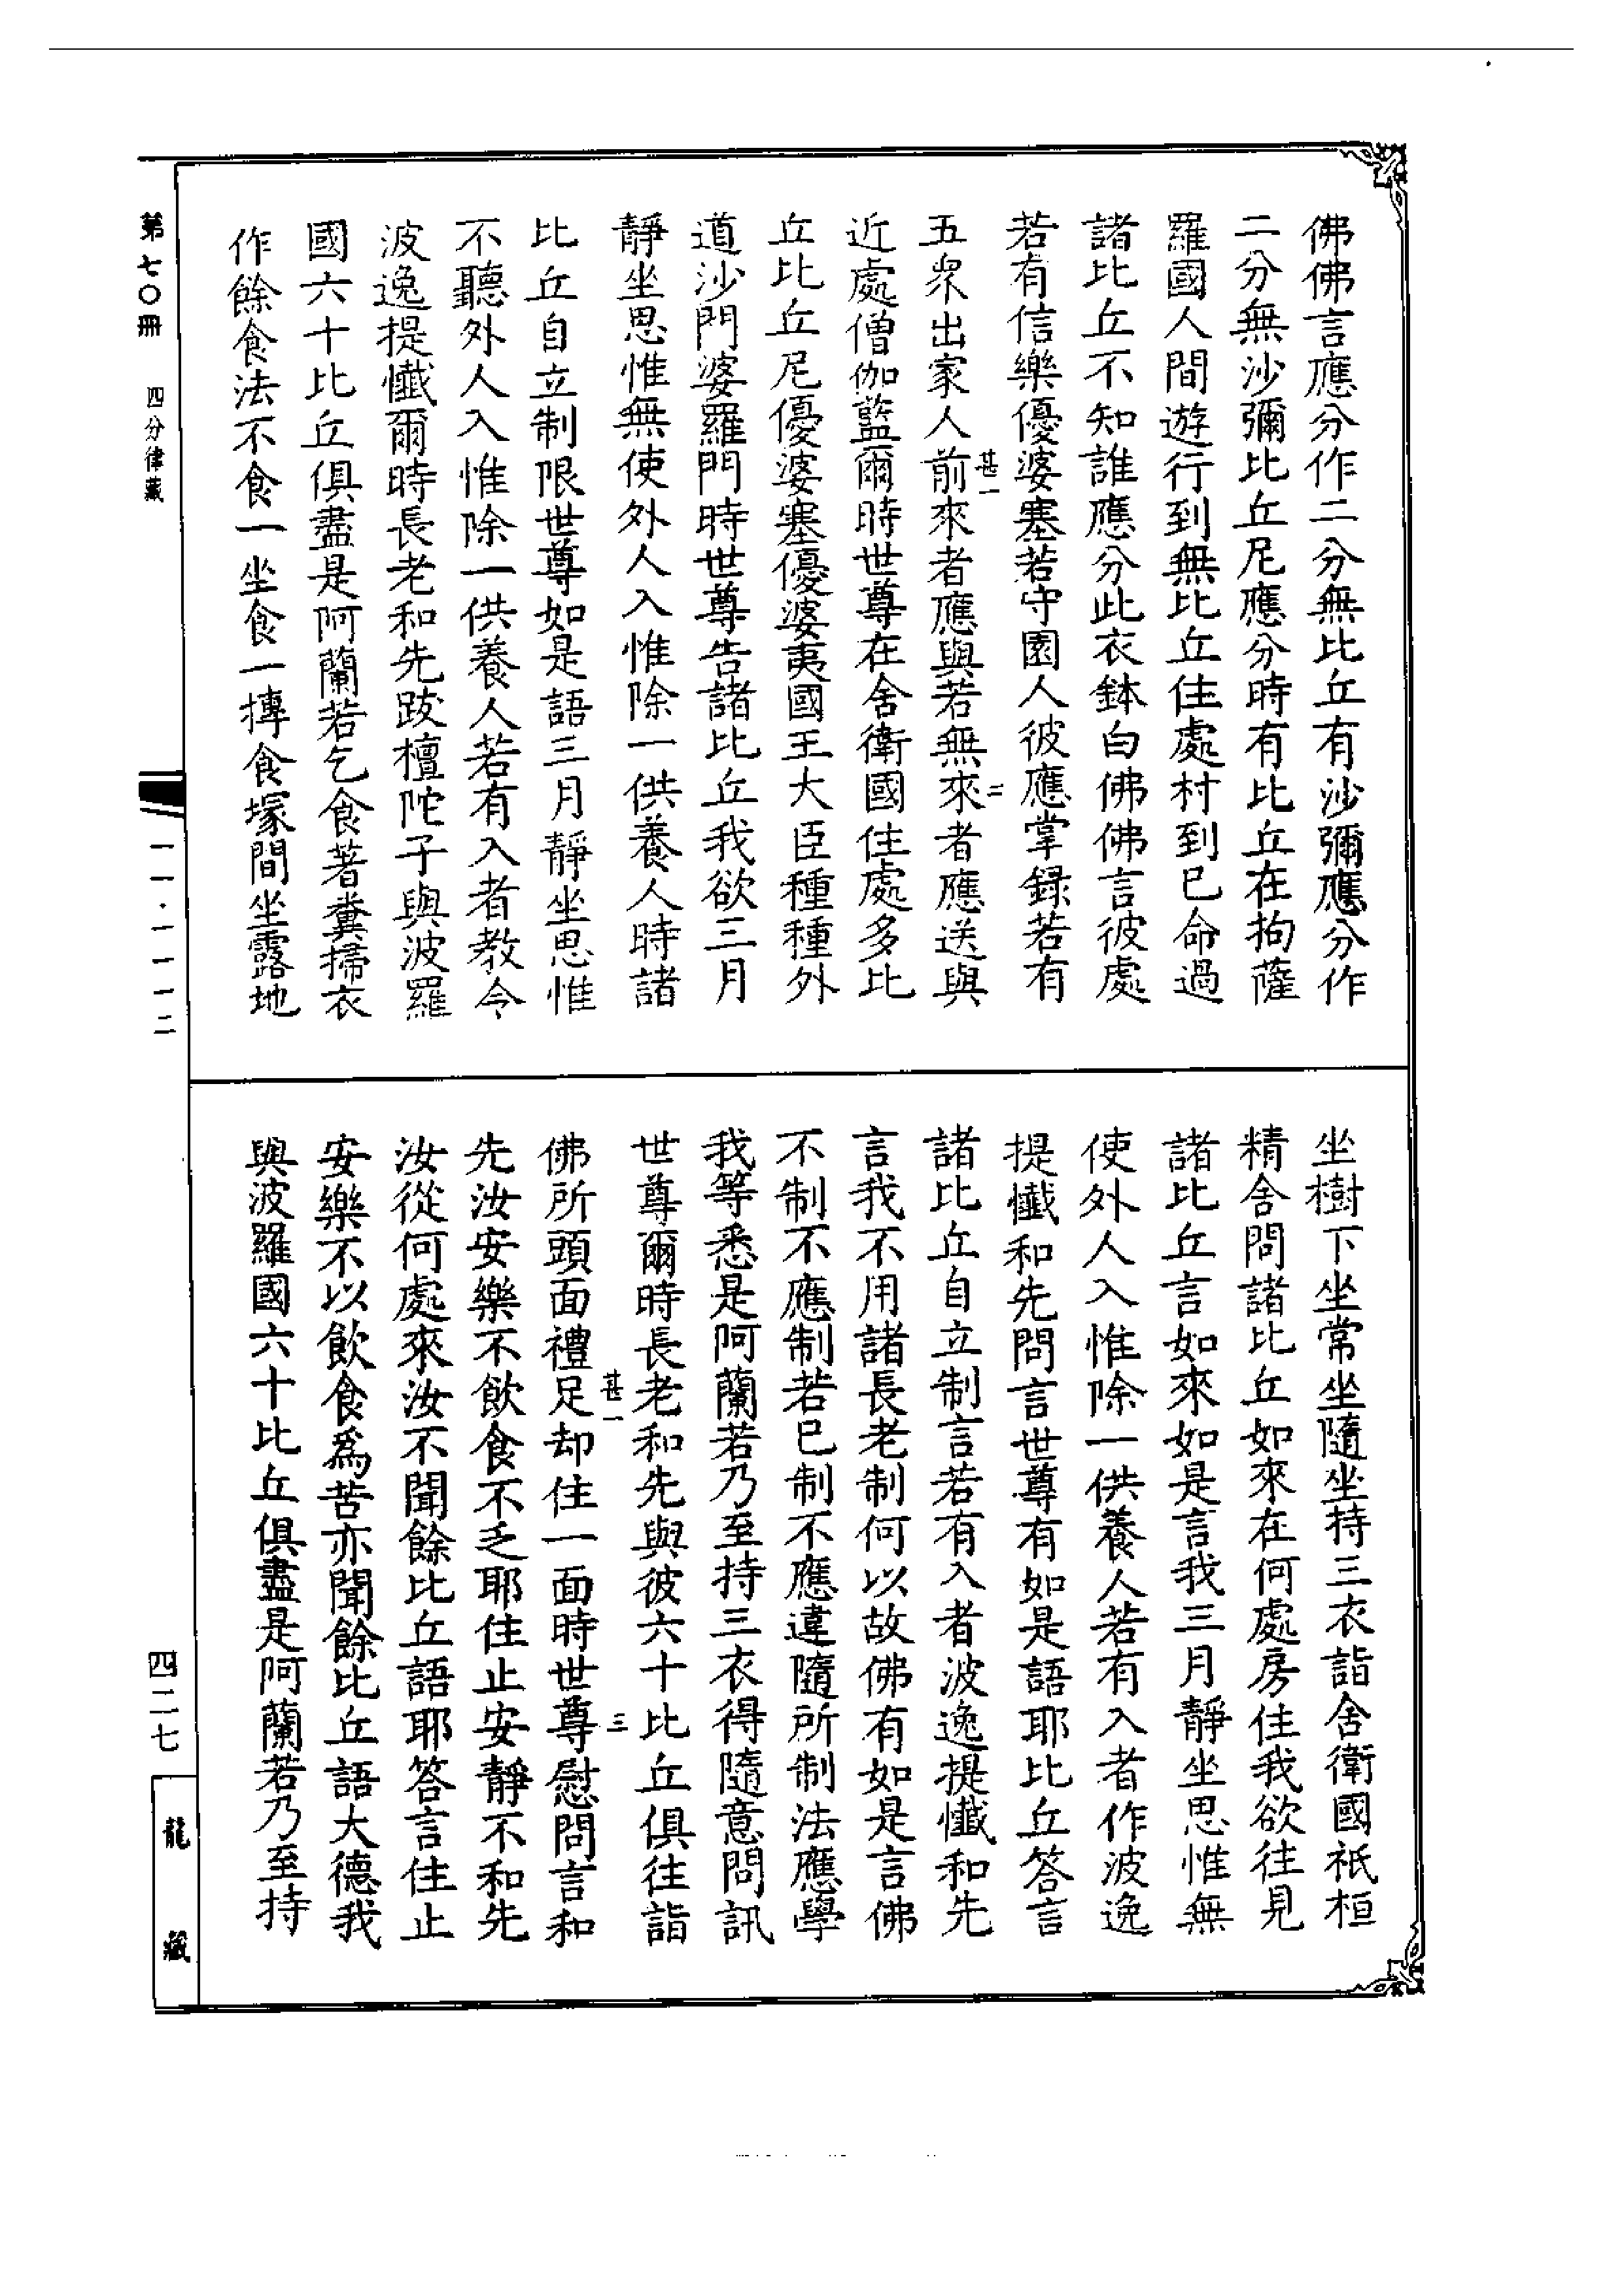 佛佛言應分作二分無比丘有沙彌應分作
二分無沙彌比丘尼應分時有比丘在拘薩
羅國人間遊行到無比丘住處村到已命過
諸比丘不知誰應分此衣鉢白佛佛言彼處
若有信樂優婆塞若守園人彼應掌録若有
五眾出家人前來者應與若無來者應送與
甚一
二
近處僧伽藍爾時世尊在舍衛國住處多比
丘比丘尼優婆塞優婆夷國王大臣種種外
道沙門婆羅門時世尊告諸比丘我欲三月
靜坐思惟無使外人入惟除一供養人時諸
比丘自立制限世尊如是語三月靜坐思惟
不聽外人入惟除一供養人若有入者教令
波逸提懺爾時長老和先跋檀陀子與波羅
國六十比丘俱盡是阿蘭若乞食著糞掃衣
作餘食法不食一坐食一摶食塚間坐露地
坐樹下坐常坐隨坐持三衣詣舍衛國祇桓
精舍問諸比丘如來在何處房住我欲往見
諸比丘言如來如是言我三月靜坐思惟無
使外人入惟除一供養人若有入者作波逸
提懺和先問言世尊有如是語耶比丘答言
諸比丘自立制言若有入者波逸提懺和先
言我不用諸長老制何以故佛有如是言佛
不制不應制若已制不應違隨所制法應學
我等悉是阿蘭若乃至持三衣得隨意問訊
世尊爾時長老和先與彼六十比丘俱往詣
甚一
三
佛所頭面禮足却住一面時世尊慰問言和
先汝安樂不飲食不乏耶住止安靜不和先
汝從何處來汝不聞餘比丘語耶答言住止
安樂不以飲食爲苦亦聞餘比丘語大德我
與波羅國六十比丘俱盡是阿蘭若乃至持
第七〇冊
四分律藏
一一·一一一二
四二七
龍藏